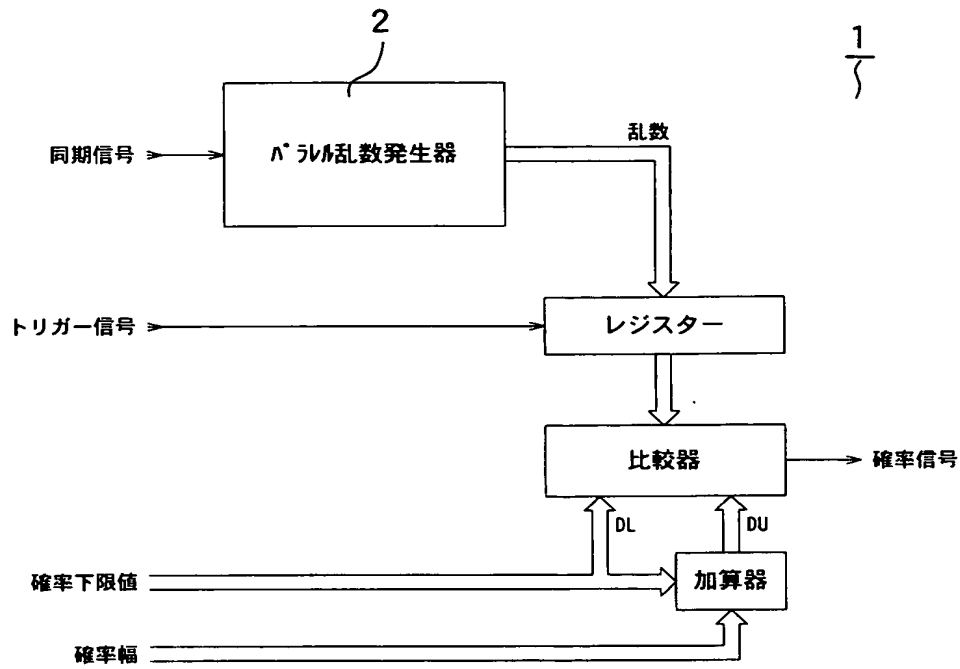 2
1
乱数
同期信号
ﾊﾟﾗﾚﾙ乱数発生器
トリガー信号
レジスター
比較器
確率信号
DL
DU
確率下限値
加算器
確率幅